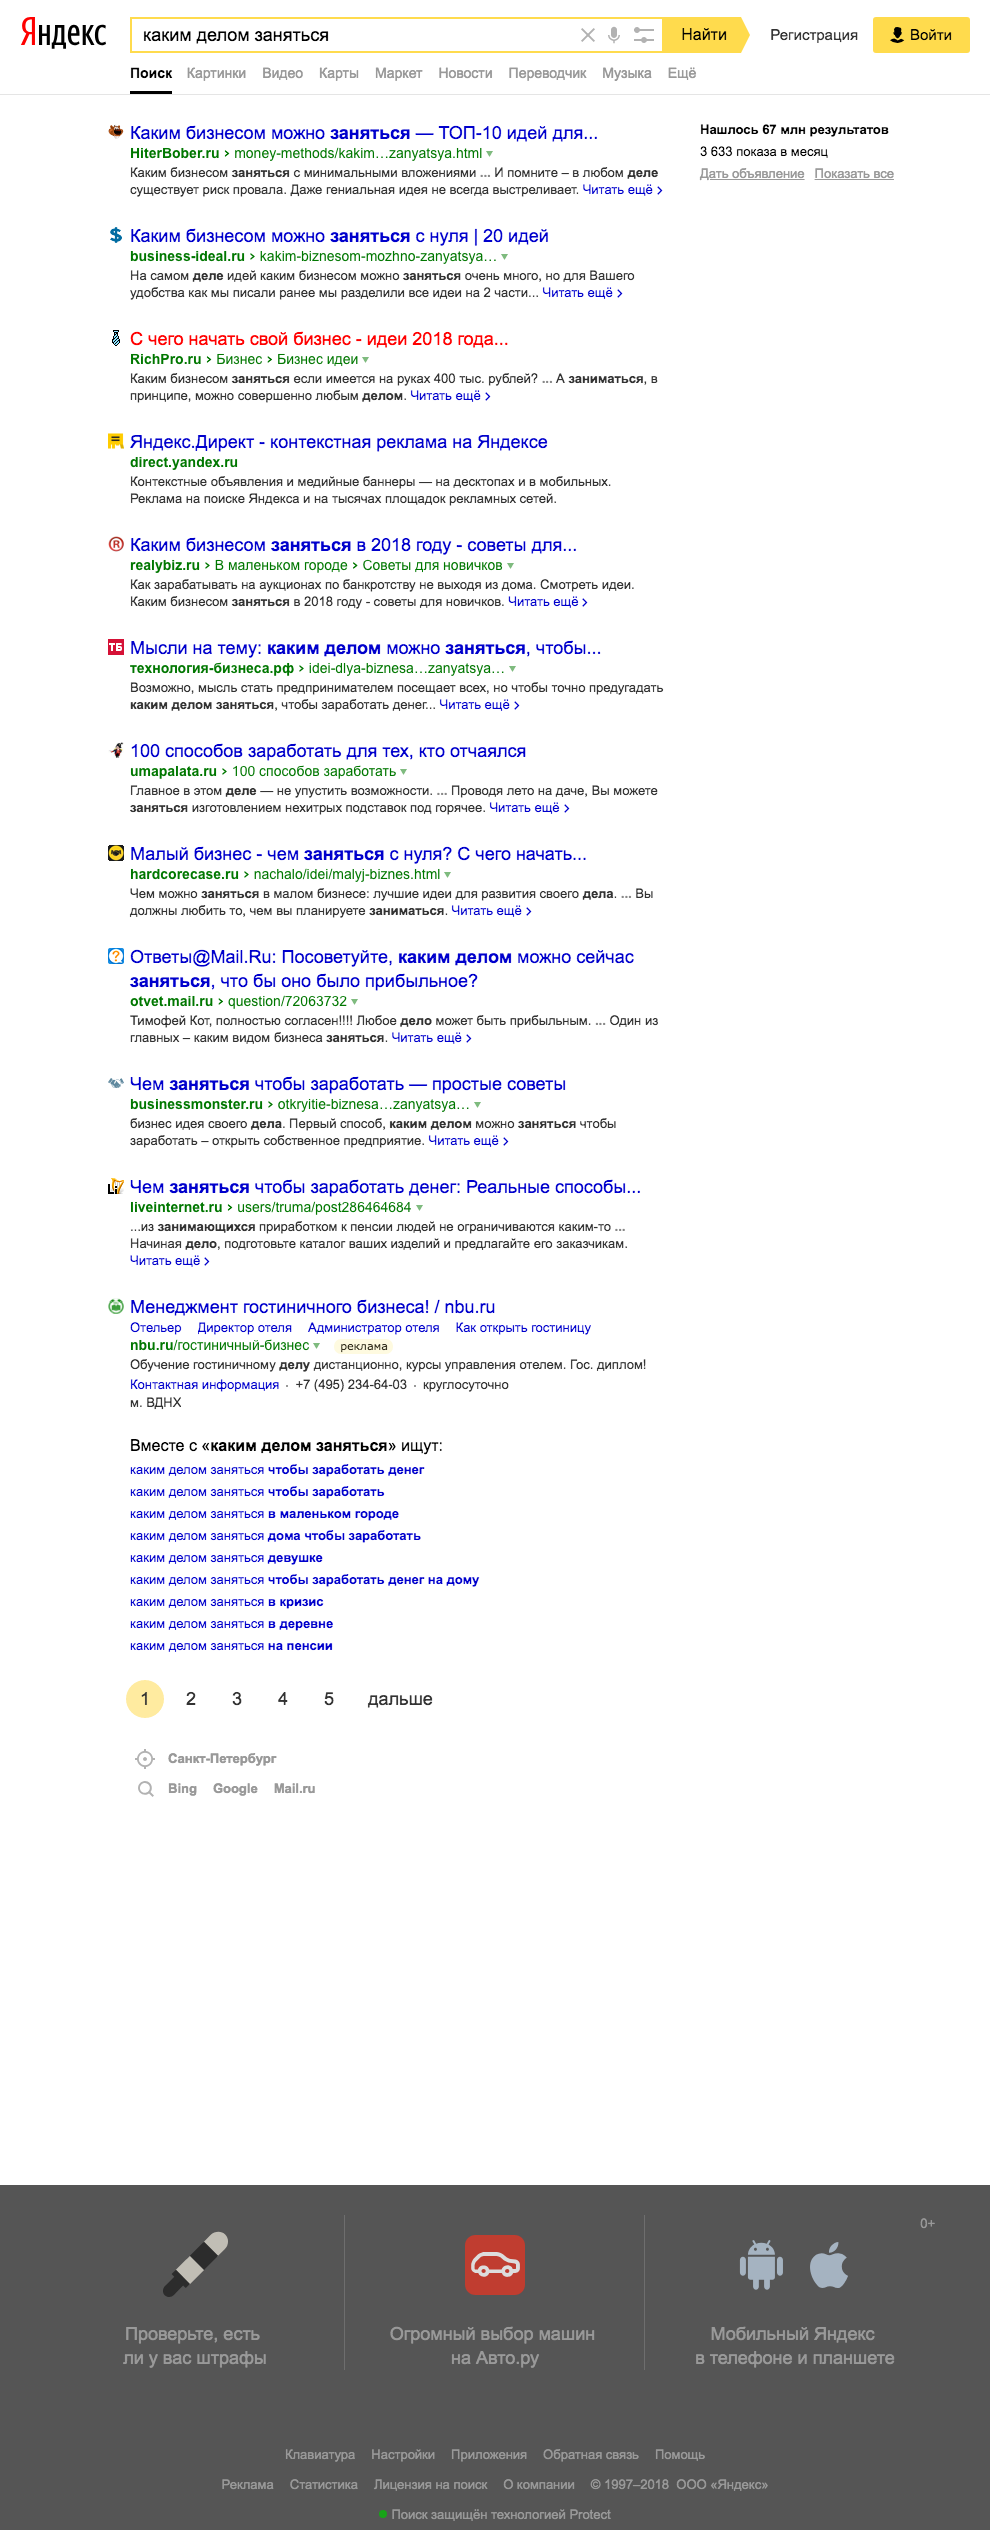 Яндекс
каким делом заняться
Найти
Регистрация
Войти
Поиск Картинки Видео Карты Маркет Новости Переводчик Музыка Ещё
Каким бизнесом можно заняться — ТОП-10 идей для...
HiterBober.ru › money-methods/kakim…zanyatsya.html
Каким бизнесом заняться с минимальными вложениями ... И помните – в любом деле
существует риск провала. Даже гениальная идея не всегда выстреливает. Читать ещё ›
Нашлось 67 млн результатов
3 633 показа в месяц
Дать объявление Показать все
Каким бизнесом можно заняться с нуля | 20 идей
business-ideal.ru › kakim-biznesom-mozhno-zanyatsya…
На самом деле идей каким бизнесом можно заняться очень много, но для Вашего
удобства как мы писали ранее мы разделили все идеи на 2 части... Читать ещё ›
С чего начать свой бизнес - идеи 2018 года...
RichPro.ru › Бизнес › Бизнес идеи
Каким бизнесом заняться если имеется на руках 400 тыс. рублей? ... А заниматься, в
принципе, можно совершенно любым делом. Читать ещё ›
Яндекс.Директ - контекстная реклама на Яндексе
direct.yandex.ru
Контекстные объявления и медийные баннеры — на десктопах и в мобильных.
Реклама на поиске Яндекса и на тысячах площадок рекламных сетей.
Каким бизнесом заняться в 2018 году - советы для...
realybiz.ru › В маленьком городе › Советы для новичков
Как зарабатывать на аукционах по банкротству не выходя из дома. Смотреть идеи.
Каким бизнесом заняться в 2018 году - советы для новичков. Читать ещё ›
ТБ
Мысли на тему: каким делом можно заняться, чтобы...
технология-бизнеса.рф › idei-dlya-biznesa…zanyatsya…
Возможно, мысль стать предпринимателем посещает всех, но чтобы точно предугадать
каким делом заняться, чтобы заработать денег... Читать ещё ›
100 способов заработать для тех, кто отчаялся
umapalata.ru › 100 способов заработать
Главное в этом деле — не упустить возможности. ... Проводя лето на даче, Вы можете
заняться изготовлением нехитрых подставок под горячее. Читать ещё ›
Малый бизнес - чем заняться с нуля? С чего начать...
hardcorecase.ru › nachalo/idei/malyj-biznes.html
Чем можно заняться в малом бизнесе: лучшие идеи для развития своего дела. ... Вы
должны любить то, чем вы планируете заниматься. Читать ещё ›
Ответы@Mail.Ru: Посоветуйте, каким делом можно сейчас
заняться, что бы оно было прибыльное?
otvet.mail.ru › question/72063732
Тимофей Кот, полностью согласен!!!! Любое дело может быть прибыльным. ... Один из
главных – каким видом бизнеса заняться. Читать ещё ›
Чем заняться чтобы заработать — простые советы
businessmonster.ru › otkryitie-biznesa…zanyatsya…
бизнес идея своего дела. Первый способ, каким делом можно заняться чтобы
заработать – открыть собственное предприятие. Читать ещё ›
Чем заняться чтобы заработать денег: Реальные способы...
liveinternet.ru › users/truma/post286464684
...из занимающихся приработком к пенсии людей не ограничиваются каким-то ...
Начиная дело, подготовьте каталог ваших изделий и предлагайте его заказчикам.
Читать ещё ›
Менеджмент гостиничного бизнеса! / nbu.ru
Отельер Директор отеля Администратор отеля Как открыть гостиницу
nbu.ru/гостиничный-бизнес реклама
Обучение гостиничному делу дистанционно, курсы управления отелем. Гос. диплом!
Контактная информация · +7 (495) 234-64-03 · круглосуточно
м. ВДНХ
Вместе с «каким делом заняться» ищут:
каким делом заняться чтобы заработать денег
каким делом заняться чтобы заработать
каким делом заняться в маленьком городе
каким делом заняться дома чтобы заработать
каким делом заняться девушке
каким делом заняться чтобы заработать денег на дому
каким делом заняться в кризис
каким делом заняться в деревне
каким делом заняться на пенсии
1 2 3 4 5 дальше
Санкт-Петербург
Bing Google Mail.ru
0+
Проверьте, есть
ли у вас штрафы
Огромный выбор машин
на Авто.ру
Мобильный Яндекс
в телефоне и планшете
Клавиатура Настройки Приложения Обратная связь Помощь
Реклама Статистика Лицензия на поиск О компании © 1997–2018 ООО «Яндекс»
Поиск защищён технологией Protect